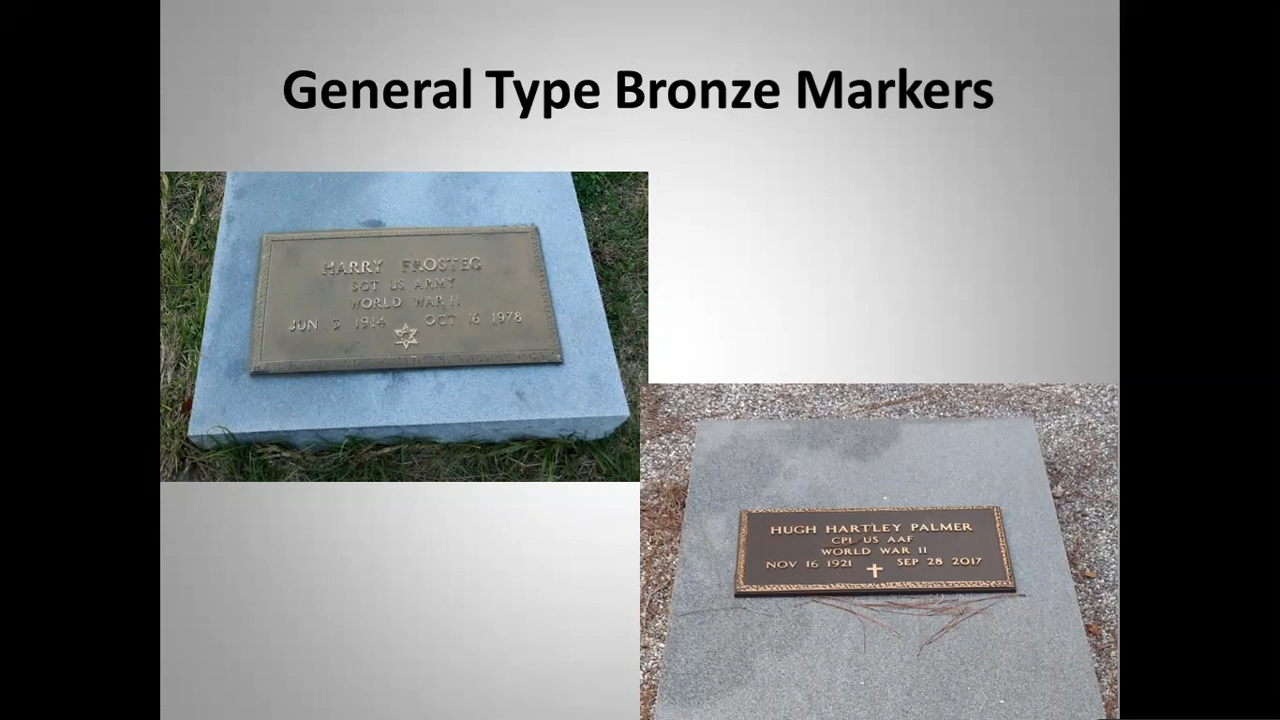 General Type Bronze Markers
HARRY FROSTEG
SGT US ARMY
WORLD WAR II
JUN 5 1914 OCT 16 1978
HUGH HARTLEY PALMER
CPL US AAF
WORLD WAR II
NOV 16 1921 SEP 28 2017